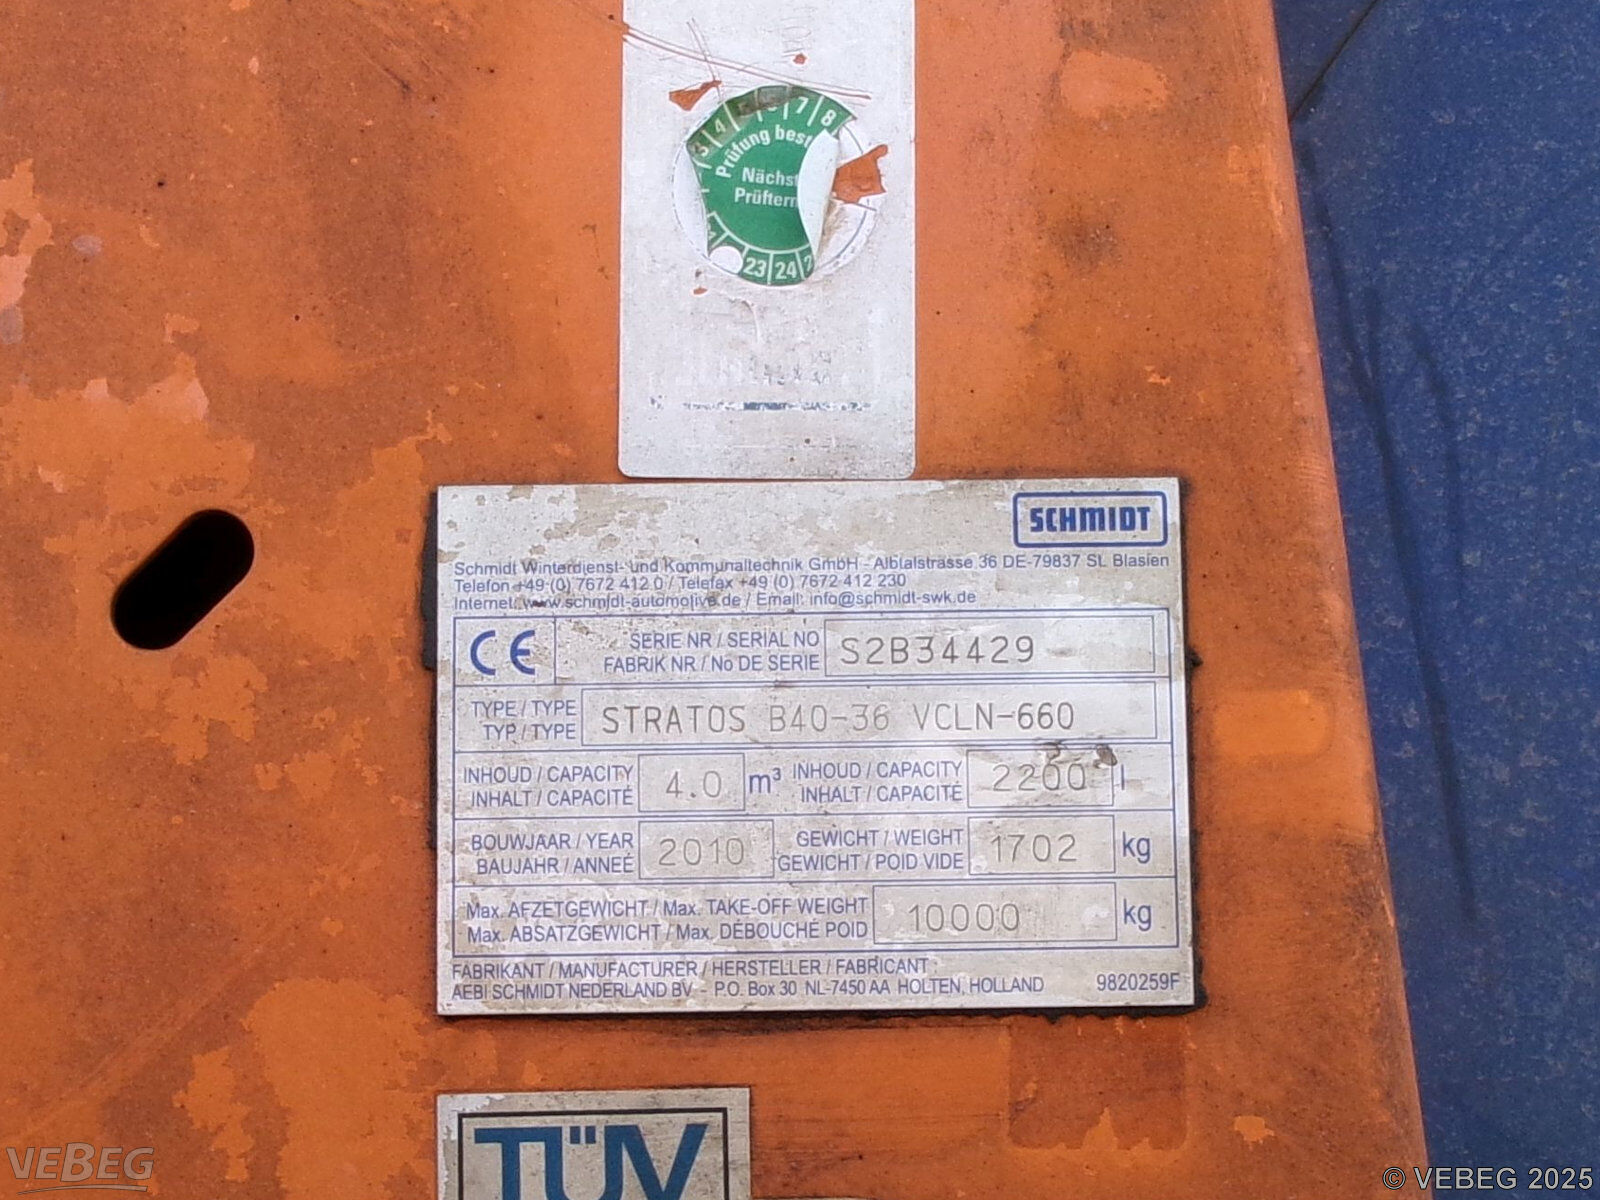 3 4 5 6 7 8
Prüfung best
Nächst
Prüftern
23 24 2
SCHMIDT
Schmidt Winterdienst- und Kommunaltechnik GmbH - Albtalstrasse 36 DE-79837 St. Blasien
Telefon +49 (0) 7672 412 0 / Telefax +49 (0) 7672 412 230
Internet: www.schmidt-automotive.de / Email: info@schmidt-swk.de
CE
SERIE NR / SERIAL NO
FABRIK NR / No DE SERIE
S2B34429
TYPE / TYPE
TYP / TYPE
STRATOS B40-36 VCLN-660
INHOUD / CAPACITY
INHALT / CAPACITÉ
4.0 m³
INHOUD / CAPACITY
INHALT / CAPACITÉ
2200 l
BOUWJAAR / YEAR
BAUJAHR / ANNEÉ
2010
GEWICHT / WEIGHT
GEWICHT / POID VIDE
1702 kg
Max. AFZETGEWICHT / Max. TAKE-OFF WEIGHT
Max. ABSATZGEWICHT / Max. DÉBOUCHÉ POID
10000 kg
FABRIKANT / MANUFACTURER / HERSTELLER / FABRICANT :
AEBI SCHMIDT NEDERLAND BV - P.O. Box 30 NL-7450 AA HOLTEN, HOLLAND 9820259F
TÜV
VEBEG
© VEBEG 2025